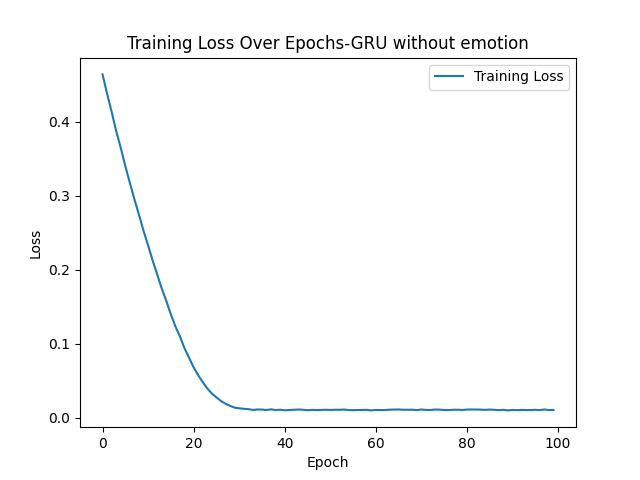 Training Loss Over Epochs-GRU without emotion
Training Loss
Loss
0.4
0.3
0.2
0.1
0.0
0 20 40 60 80 100
Epoch